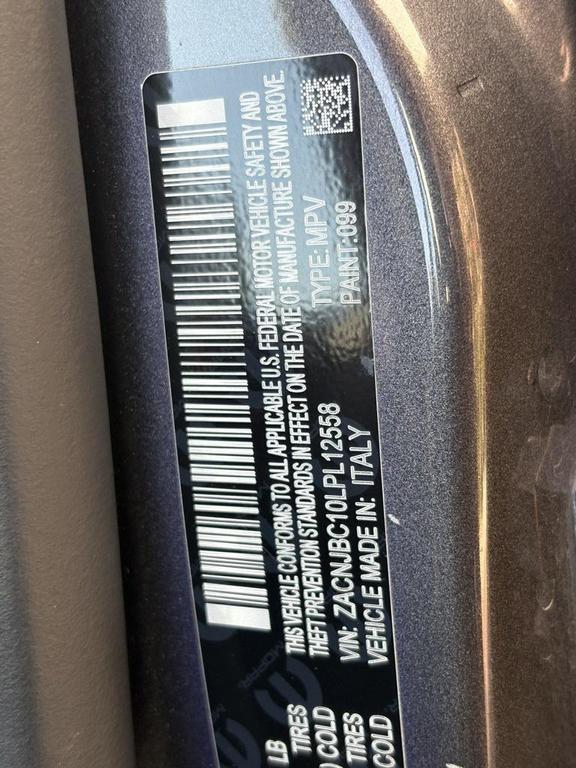 LB
TIRES
COLD
TIRES
COLD
THIS VEHICLE CONFORMS TO ALL APPLICABLE U.S. FEDERAL MOTOR VEHICLE SAFETY AND
THEFT PREVENTION STANDARDS IN EFFECT ON THE DATE OF MANUFACTURE SHOWN ABOVE.
VIN: ZACNJBC10LPL12558 TYPE: MPV
VEHICLE MADE IN: ITALY PAINT:099
MOPAR